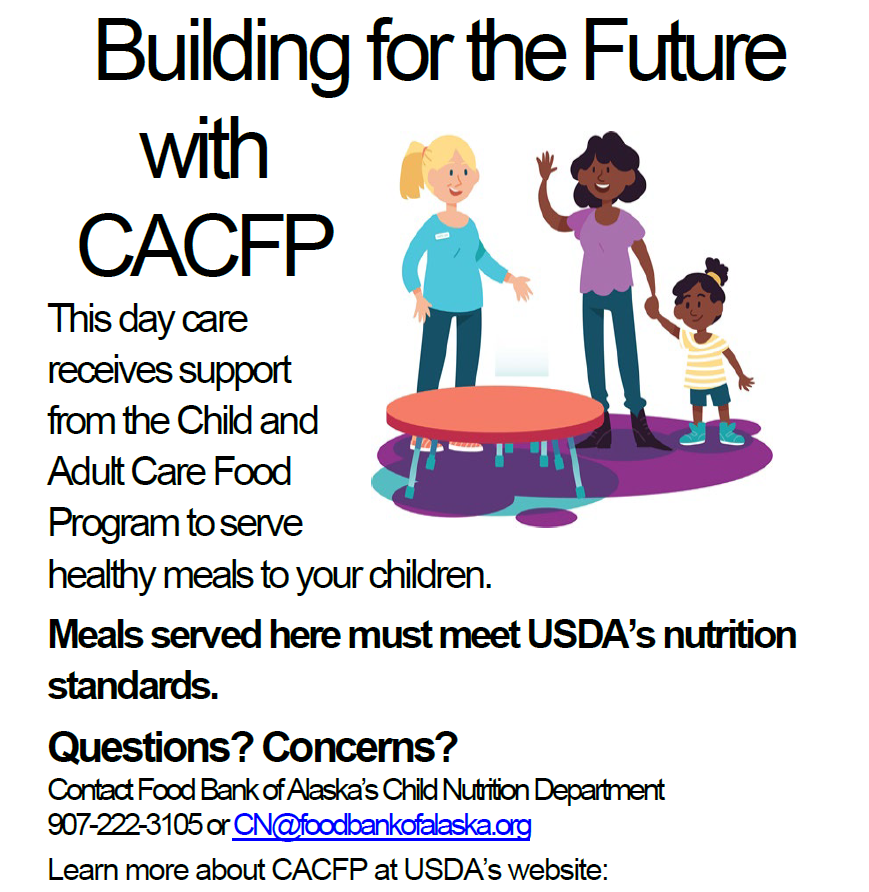 Building for the Future
with
CACFP
This day care
receives support
from the Child and
Adult Care Food
Program to serve
healthy meals to your children.
Meals served here must meet USDA’s nutrition
standards.
Questions? Concerns?
Contact Food Bank of Alaska’s Child Nutrition Department
907-222-3105 or CN@foodbankofalaska.org
Learn more about CACFP at USDA’s website: